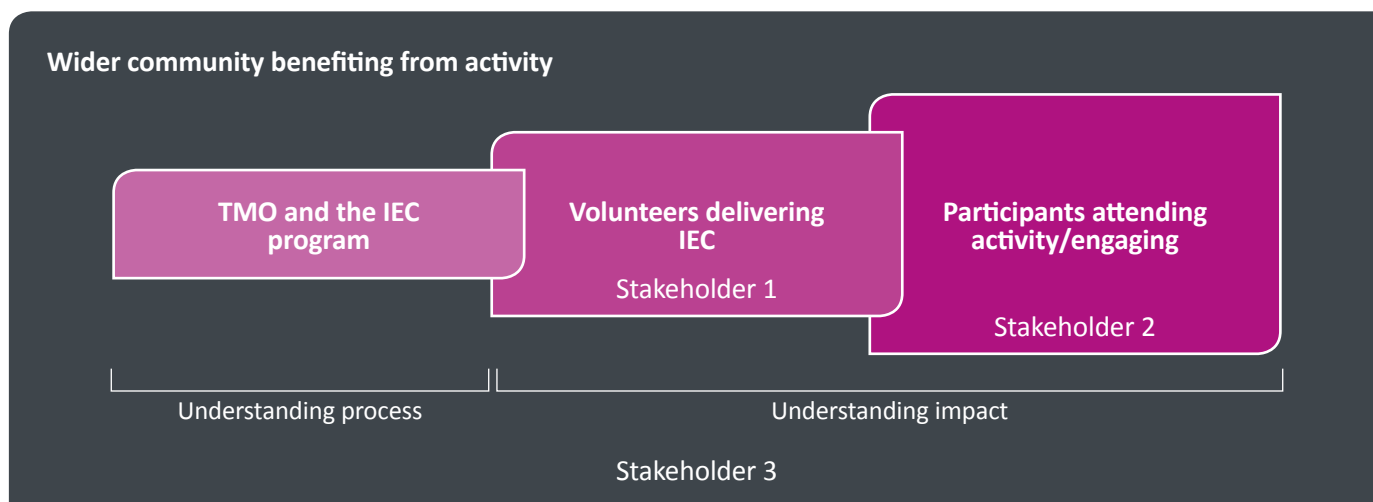 Wider community benefiting from activity
TMO and the IEC
program
Volunteers delivering
IEC
Stakeholder 1
Participants attending
activity/engaging
Stakeholder 2
Understanding process
Understanding impact
Stakeholder 3